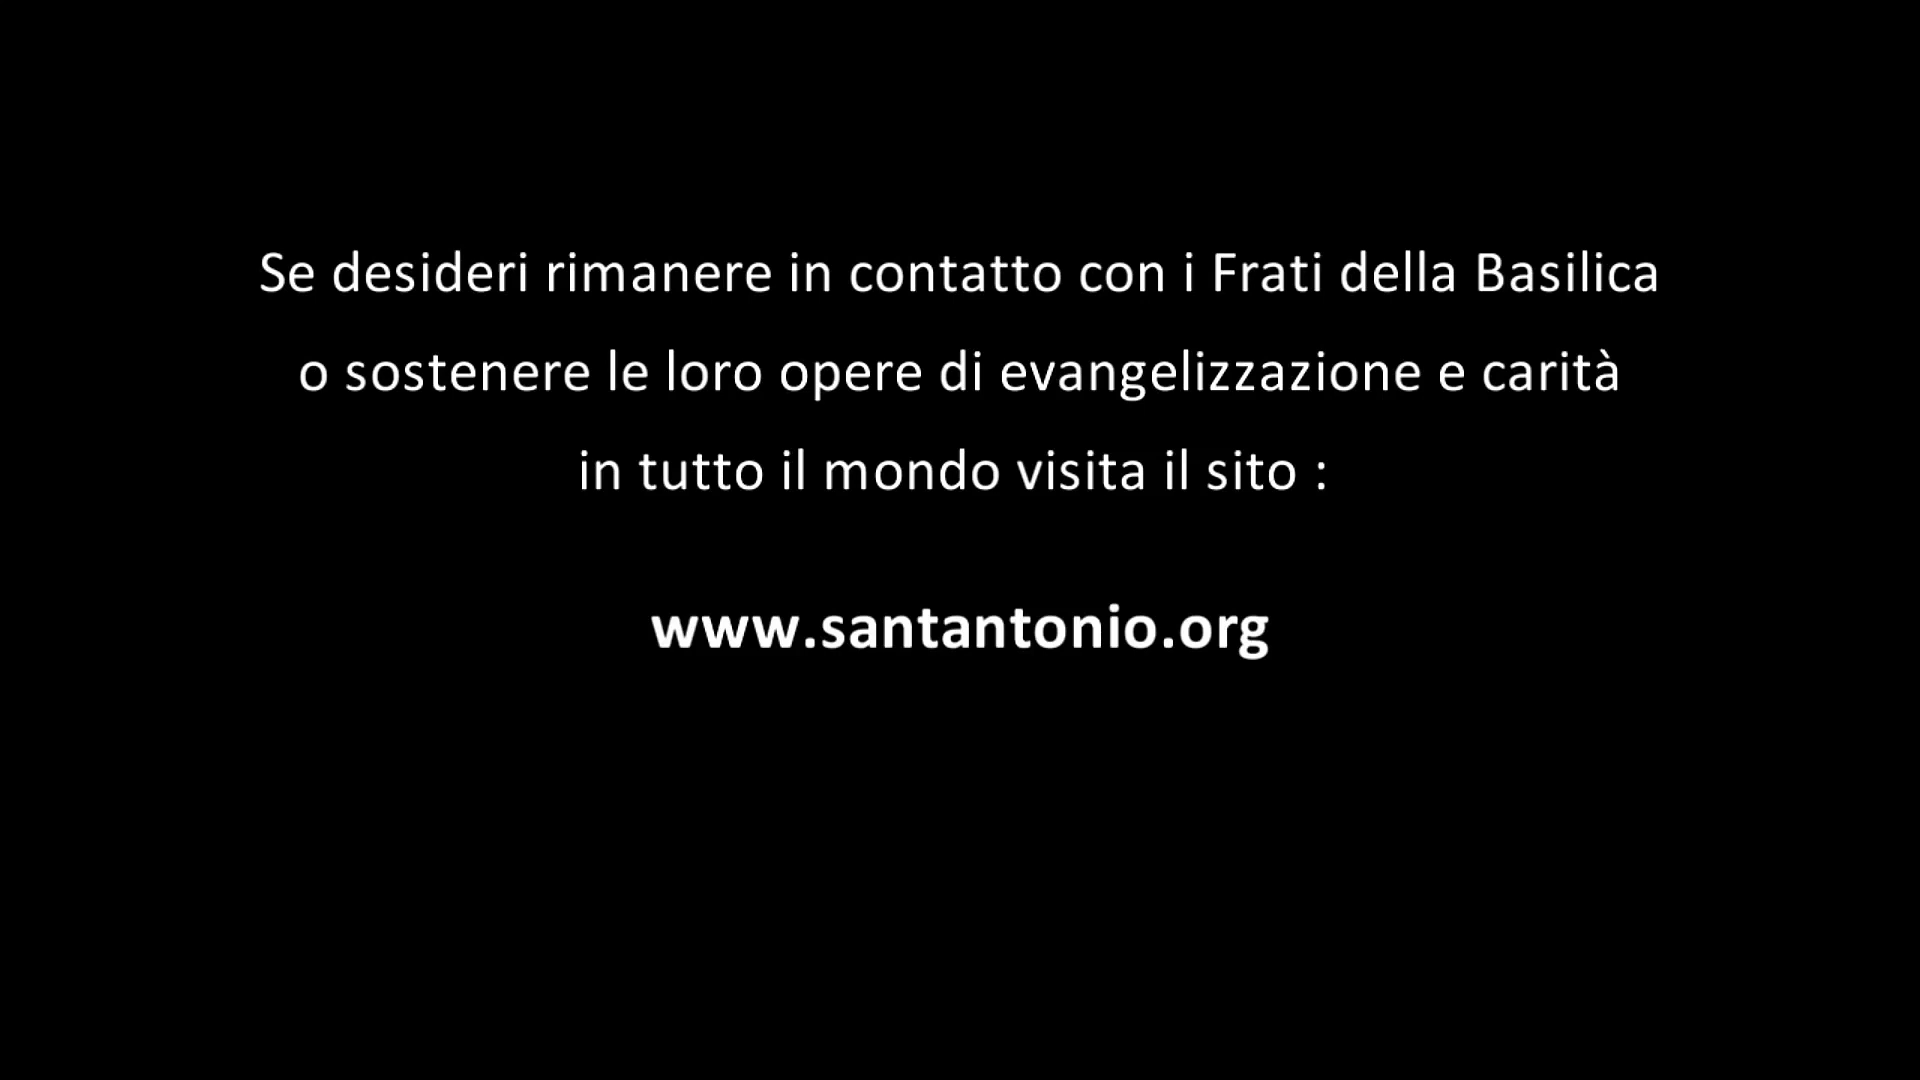 Se desideri rimanere in contatto con i Frati della Basilica
o sostenere le loro opere di evangelizzazione e carità
in tutto il mondo visita il sito :
www.santantonio.org